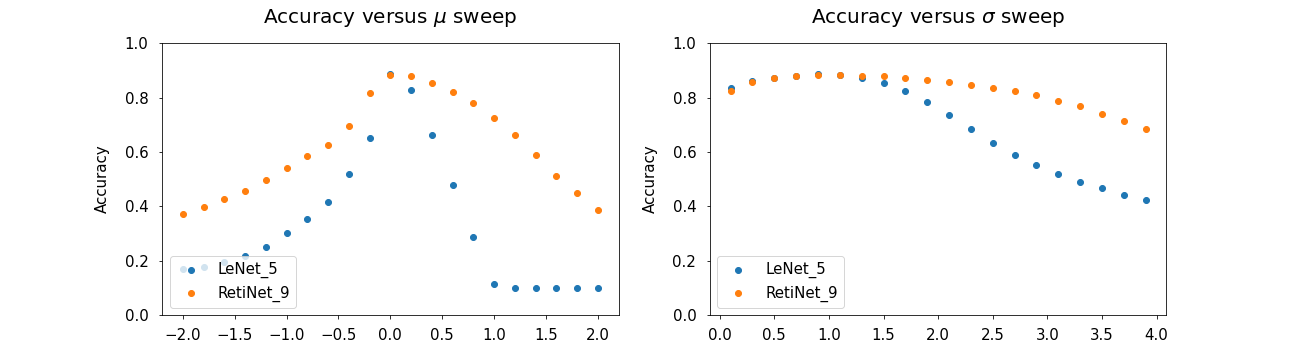 Accuracy versus μ sweep
Accuracy
1.0
0.8
0.6
0.4
0.2
0.0
LeNet_5
RetiNet_9
−2.0 −1.5 −1.0 −0.5 0.0 0.5 1.0 1.5 2.0
Accuracy versus σ sweep
Accuracy
1.0
0.8
0.6
0.4
0.2
0.0
LeNet_5
RetiNet_9
0.0 0.5 1.0 1.5 2.0 2.5 3.0 3.5 4.0